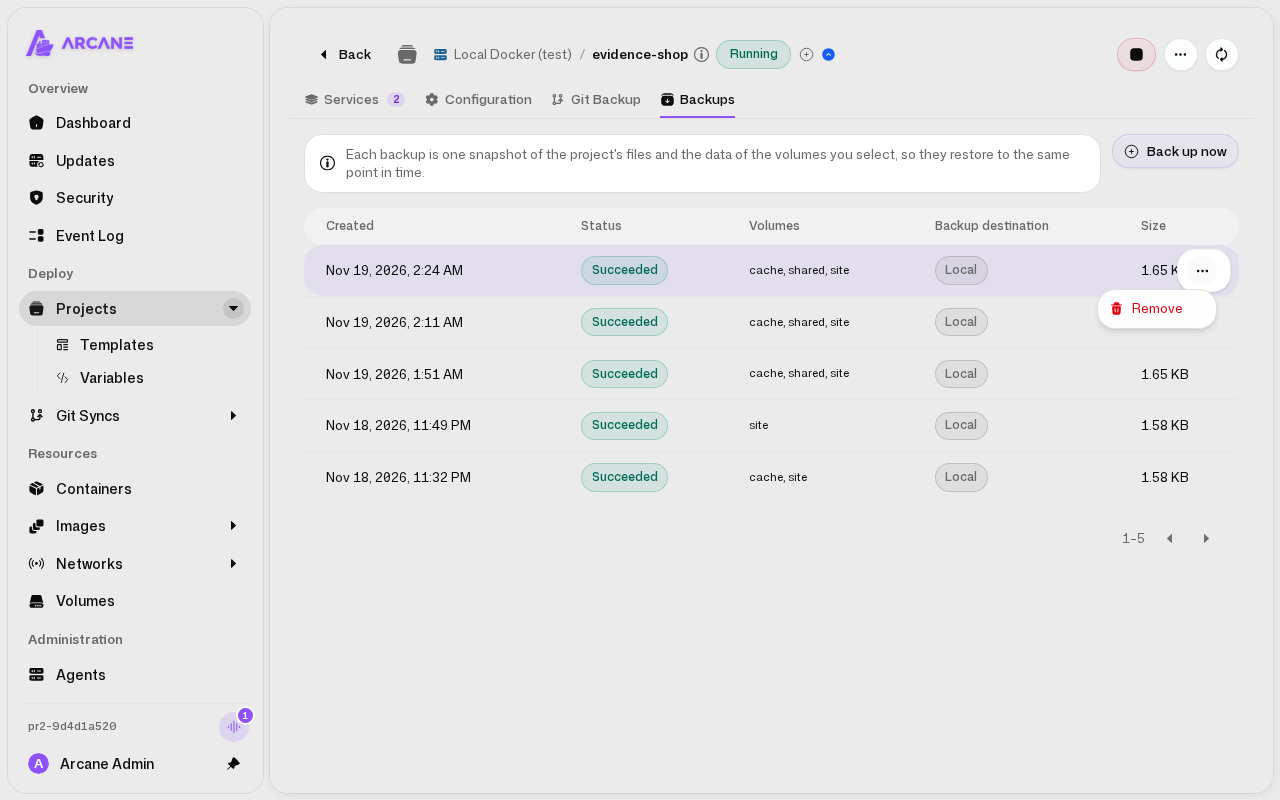 ARCANE
Overview
Dashboard
Updates
Security
Event Log
Deploy
Projects
Templates
Variables
Git Syncs
Resources
Containers
Images
Networks
Volumes
Administration
Agents
pr2-9d4d1a520
1
A
Arcane Admin
Back
Local Docker (test) / evidence-shop
Running
Services 2
Configuration
Git Backup
Backups
Each backup is one snapshot of the project's files and the data of the volumes you select, so they restore to the same
point in time.
Back up now
Created Status Volumes Backup destination Size
Nov 19, 2026, 2:24 AM Succeeded cache, shared, site Local 1.65
Remove
Nov 19, 2026, 2:11 AM Succeeded cache, shared, site Local
Nov 19, 2026, 1:51 AM Succeeded cache, shared, site Local 1.65 KB
Nov 18, 2026, 11:49 PM Succeeded site Local 1.58 KB
Nov 18, 2026, 11:32 PM Succeeded cache, site Local 1.58 KB
1–5